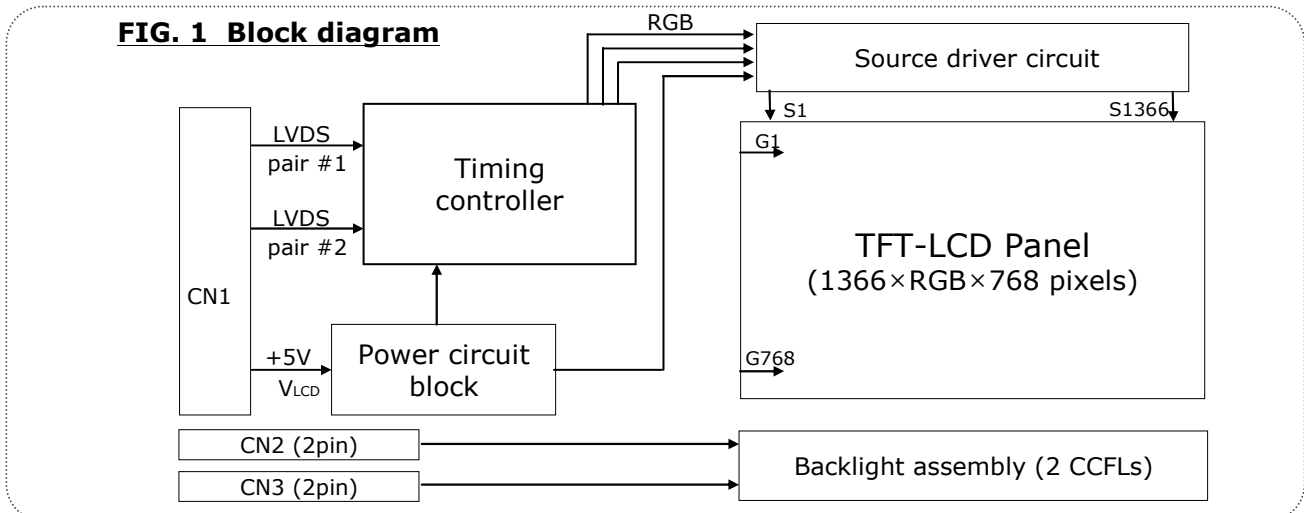 FIG. 1 Block diagram
RGB
Source driver circuit
S1
S1366
LVDS
pair #1
LVDS
pair #2
Timing
controller
G1
TFT-LCD Panel
(1366×RGB×768 pixels)
CN1
+5V
VLCD
Power circuit
block
G768
CN2 (2pin)
CN3 (2pin)
Backlight assembly (2 CCFLs)